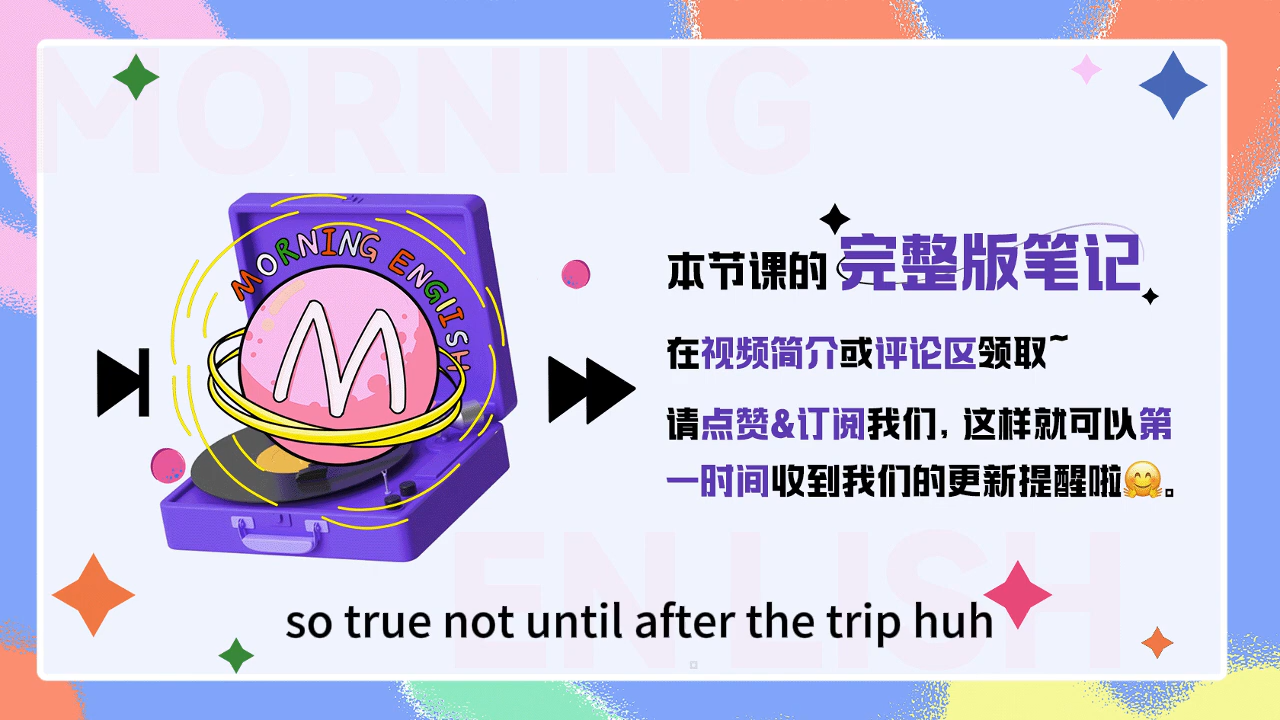 MORNING
MORNING ENGLISH
M
本节课的 完整版笔记
在视频简介或评论区领取~
请点赞&订阅我们，这样就可以第
一时间收到我们的更新提醒啦🤗。
EN LISH
so true not until after the trip huh